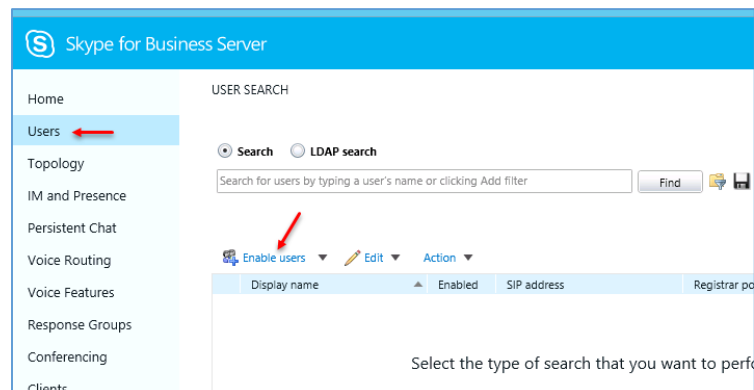 Skype for Business Server
Home
Users
Topology
IM and Presence
Persistent Chat
Voice Routing
Voice Features
Response Groups
Conferencing
Clients
USER SEARCH
Search LDAP search
Search for users by typing a user's name or clicking Add filter Find
Enable users Edit Action
Display name Enabled SIP address Registrar po
Select the type of search that you want to perfo